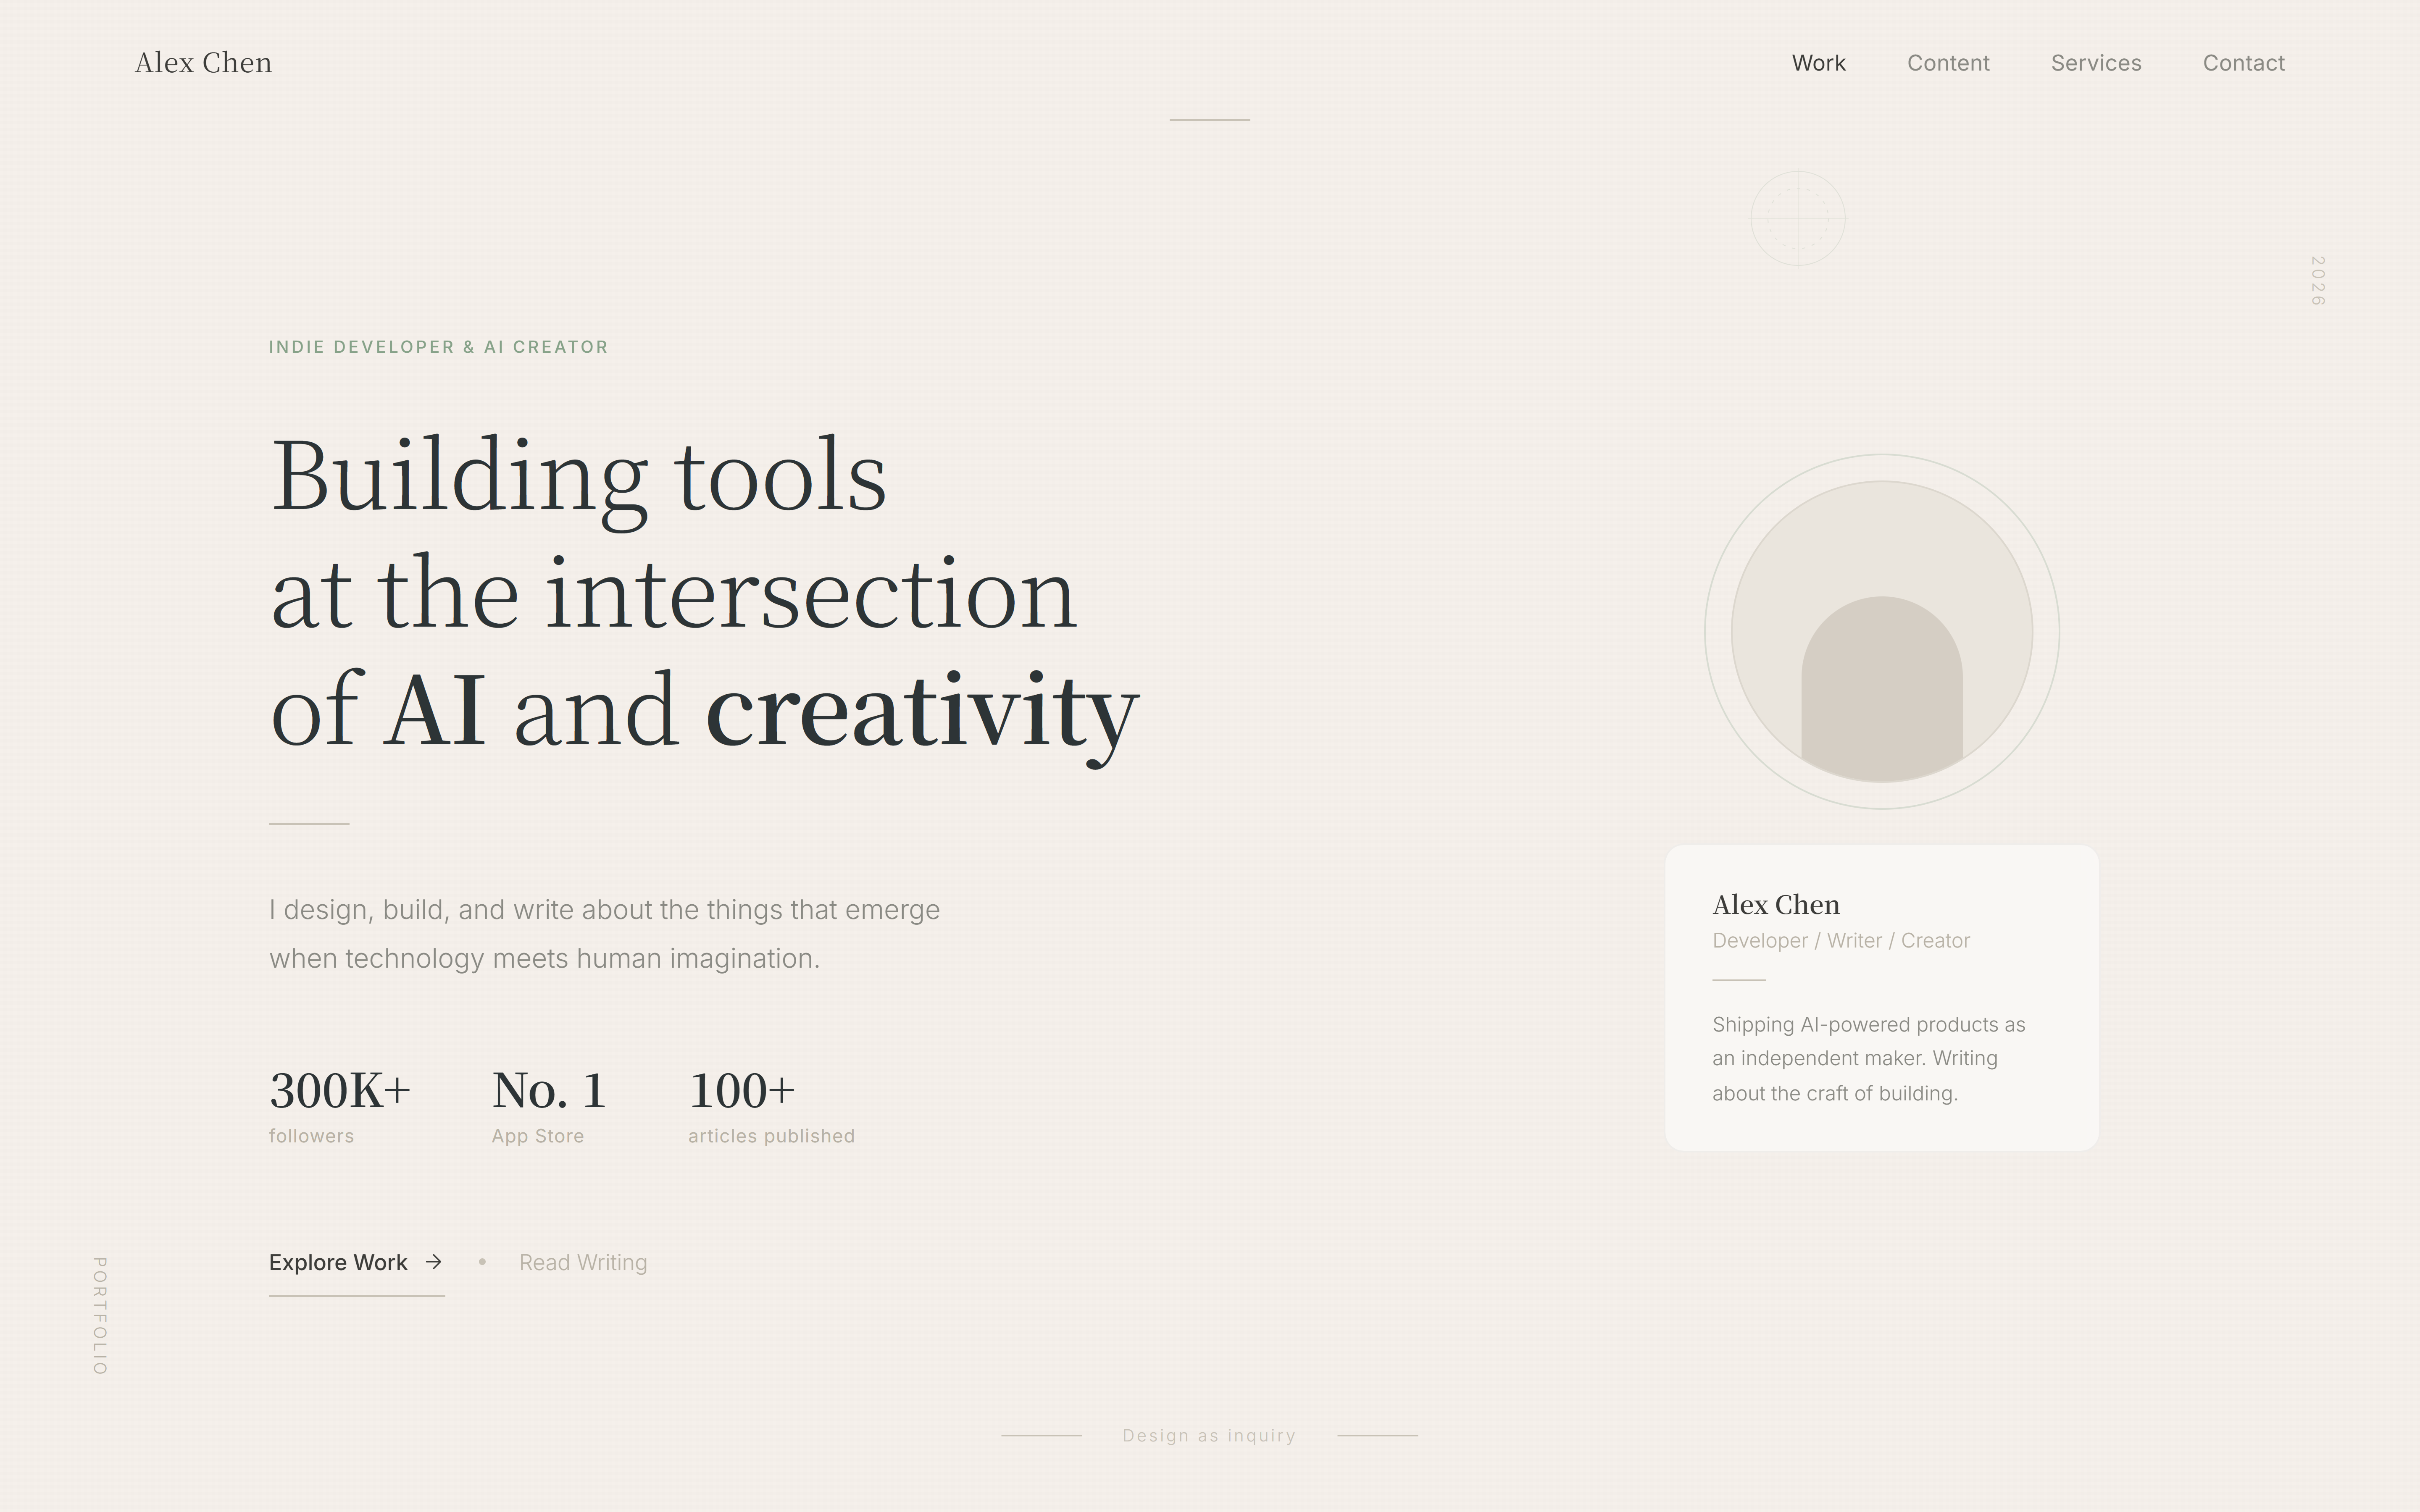 Alex Chen
Work
Content
Services
Contact
2026
INDIE DEVELOPER & AI CREATOR
Building tools
at the intersection
of AI and creativity
I design, build, and write about the things that emerge
when technology meets human imagination.
300K+
followers
No. 1
App Store
100+
articles published
Explore Work →
•
Read Writing
Alex Chen
Developer / Writer / Creator
Shipping AI-powered products as
an independent maker. Writing
about the craft of building.
PORTFOLIO
Design as inquiry